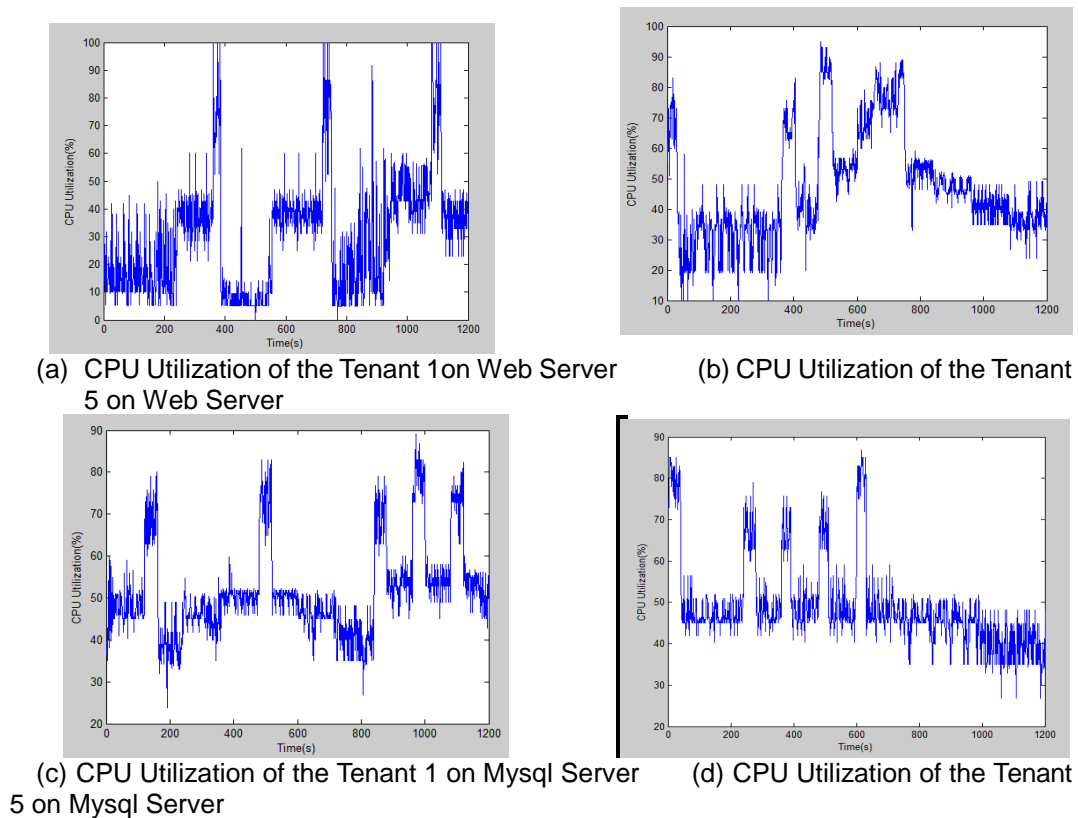 100
90
80
70
60
50
40
30
20
10
0
CPU Utilization(%)
0 200 400 600 800 1000 1200
Time(s)
100
90
80
70
60
50
40
30
20
10
CPU Utlization(%)
0 200 400 600 800 1000 1200
Time(s)
(a) CPU Utilization of the Tenant 1on Web Server (b) CPU Utilization of the Tenant
5 on Web Server
90
80
70
60
50
40
30
20
CPU Utilization(%)
0 200 400 600 800 1000 1200
Time(s)
90
80
70
60
50
40
30
20
CPU Utilization(%)
0 200 400 600 800 1000 1200
Time(s)
(c) CPU Utilization of the Tenant 1 on Mysql Server (d) CPU Utilization of the Tenant
5 on Mysql Server